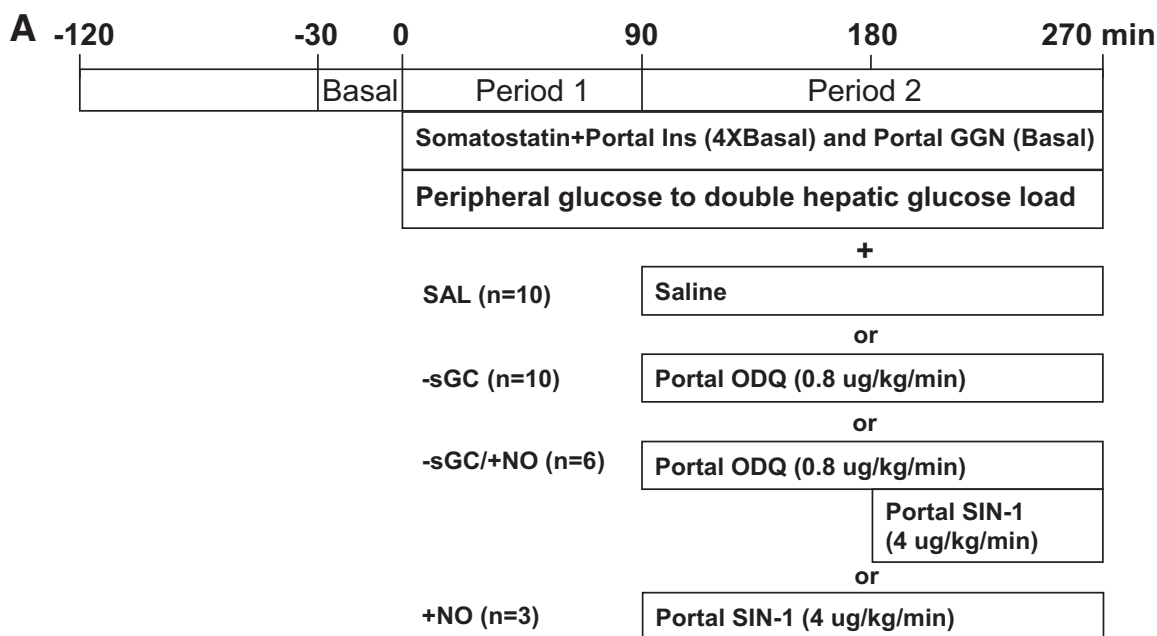 A -120 -30 0 90 180 270 min
Basal Period 1 Period 2
Somatostatin+Portal Ins (4XBasal) and Portal GGN (Basal)
Peripheral glucose to double hepatic glucose load
+
SAL (n=10) Saline
or
-sGC (n=10) Portal ODQ (0.8 ug/kg/min)
or
-sGC/+NO (n=6) Portal ODQ (0.8 ug/kg/min)
Portal SIN-1
(4 ug/kg/min)
or
+NO (n=3) Portal SIN-1 (4 ug/kg/min)